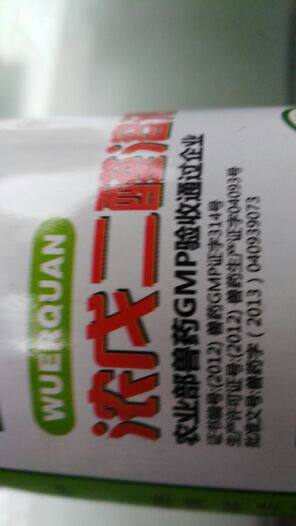 WUERQUAN
浓戊二醛溶
农业部兽药GMP验收通过企业
证书编号(2012)兽药GMP证字314号
生产许可证号:(2012)兽药生产证字04093号
批准文号:兽药字(2013)040939073